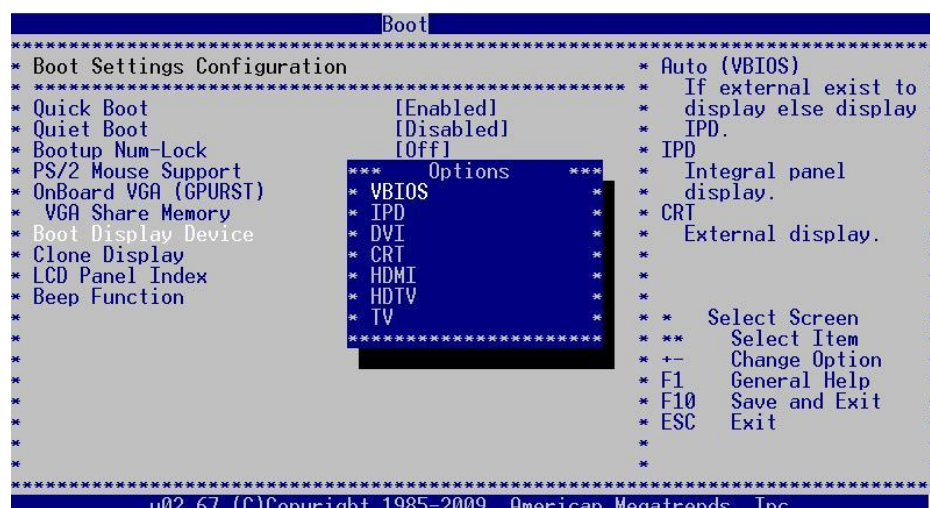 Boot
Boot Settings Configuration
Quick Boot [Enabled]
Quiet Boot [Disabled]
Bootup Num-Lock [Off]
PS/2 Mouse Support
OnBoard VGA (GPURST)
VGA Share Memory
Boot Display Device
Clone Display
LCD Panel Index
Beep Function
*** Options ***
* VBIOS *
* IPD *
* DVI *
* CRT *
* HDMI *
* HDTV *
* TV *
* Auto (VBIOS)
* If external exist to
* display else display
* IPD.
* IPD
* Integral panel
* display.
* CRT
* External display.
* * Select Screen
* ** Select Item
* +- Change Option
* F1 General Help
* F10 Save and Exit
* ESC Exit
v02.67 (C)Copyright 1985-2009, American Megatrends, Inc.